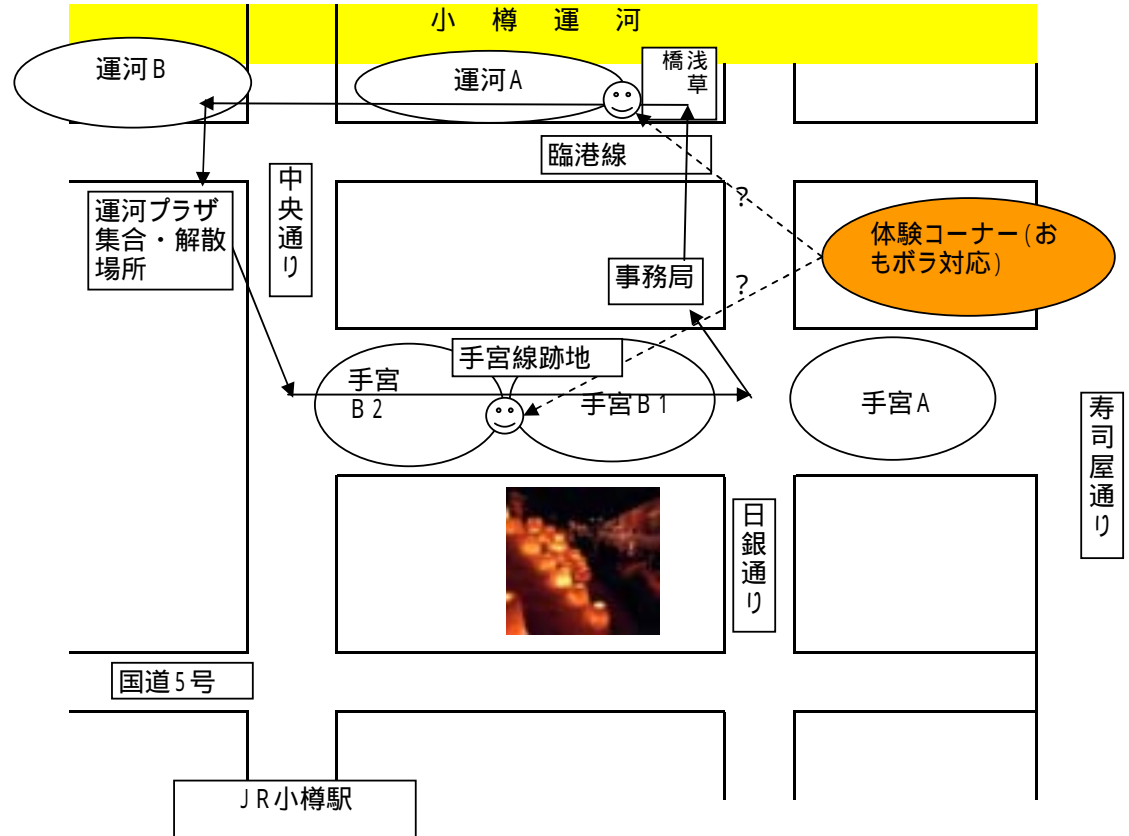 小樽運河
運河B
運河A
浅草
橋
臨港線
中央通り
運河プラザ
集合・解散
場所
?
体験コーナー(お
もボラ対応)
事務局
?
手宮線跡地
手宮
B2
手宮B1
手宮A
寿司屋通り
日銀通り
国道5号
JR小樽駅